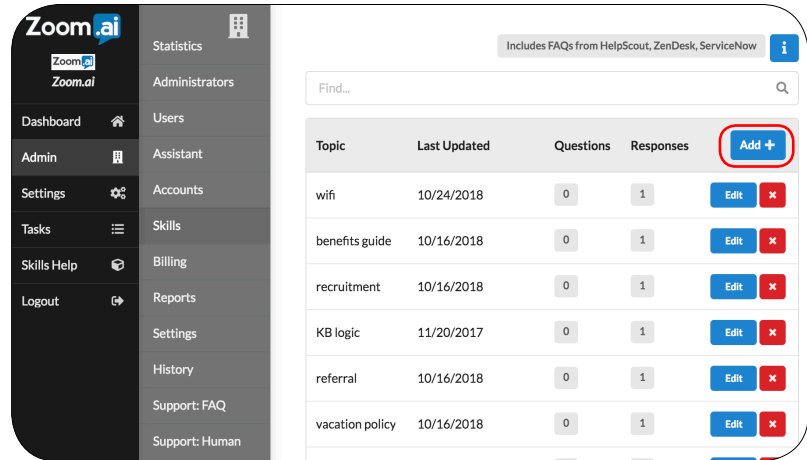 Zoom.ai
Zoom.ai
Zoom.ai
Dashboard
Admin
Settings
Tasks
Skills Help
Logout
Statistics
Administrators
Users
Assistant
Accounts
Skills
Billing
Reports
Settings
History
Support: FAQ
Support: Human
Includes FAQs from HelpScout, ZenDesk, ServiceNow i
Find...
Topic Last Updated Questions Responses Add +
wifi 10/24/2018 0 1 Edit ×
benefits guide 10/16/2018 0 1 Edit ×
recruitment 10/16/2018 0 1 Edit ×
KB logic 11/20/2017 0 1 Edit ×
referral 10/16/2018 0 1 Edit ×
vacation policy 10/16/2018 0 1 Edit ×